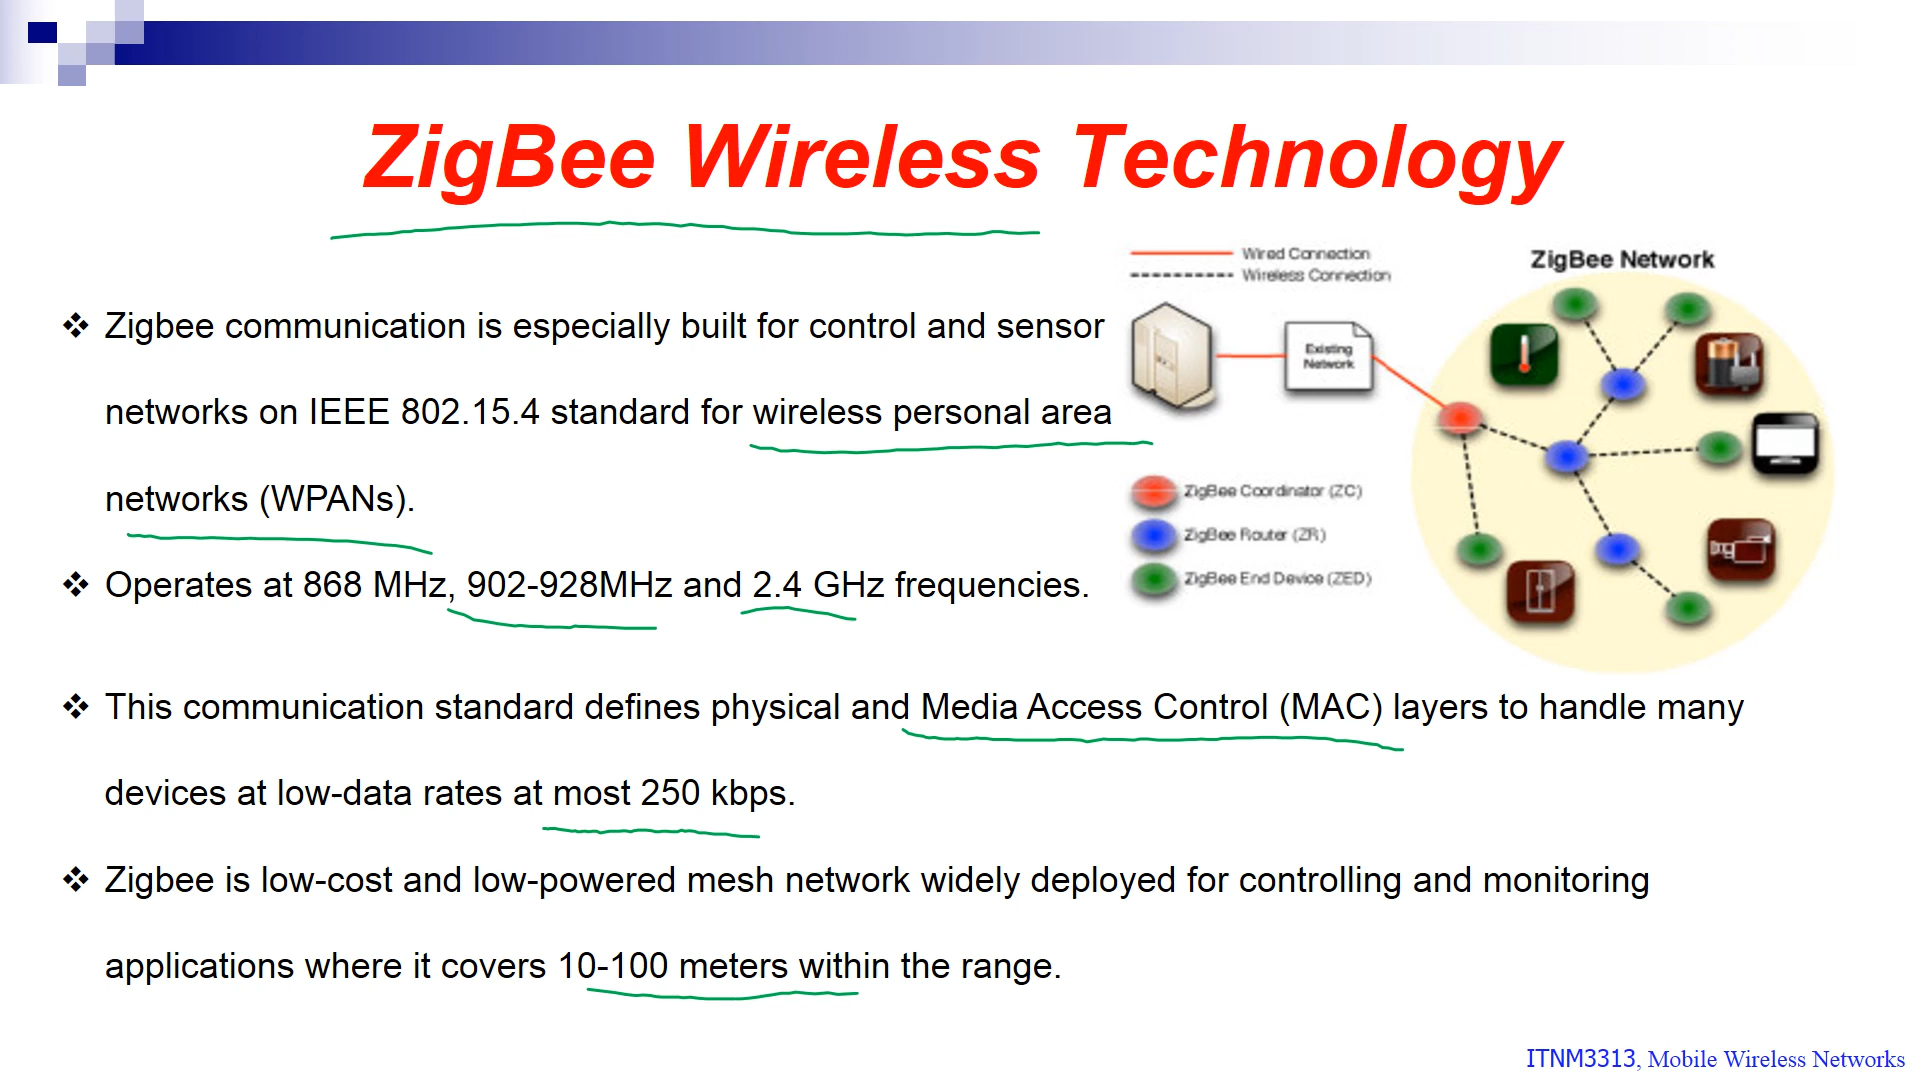 ZigBee Wireless Technology
Wired Connection
Wireless Connection
ZigBee Network
Existing
Network
ZigBee Coordinator (ZC)
ZigBee Router (ZR)
ZigBee End Device (ZED)
❖ Zigbee communication is especially built for control and sensor
networks on IEEE 802.15.4 standard for wireless personal area
networks (WPANs).
❖ Operates at 868 MHz, 902-928MHz and 2.4 GHz frequencies.
❖ This communication standard defines physical and Media Access Control (MAC) layers to handle many
devices at low-data rates at most 250 kbps.
❖ Zigbee is low-cost and low-powered mesh network widely deployed for controlling and monitoring
applications where it covers 10-100 meters within the range.
ITNM3313, Mobile Wireless Networks